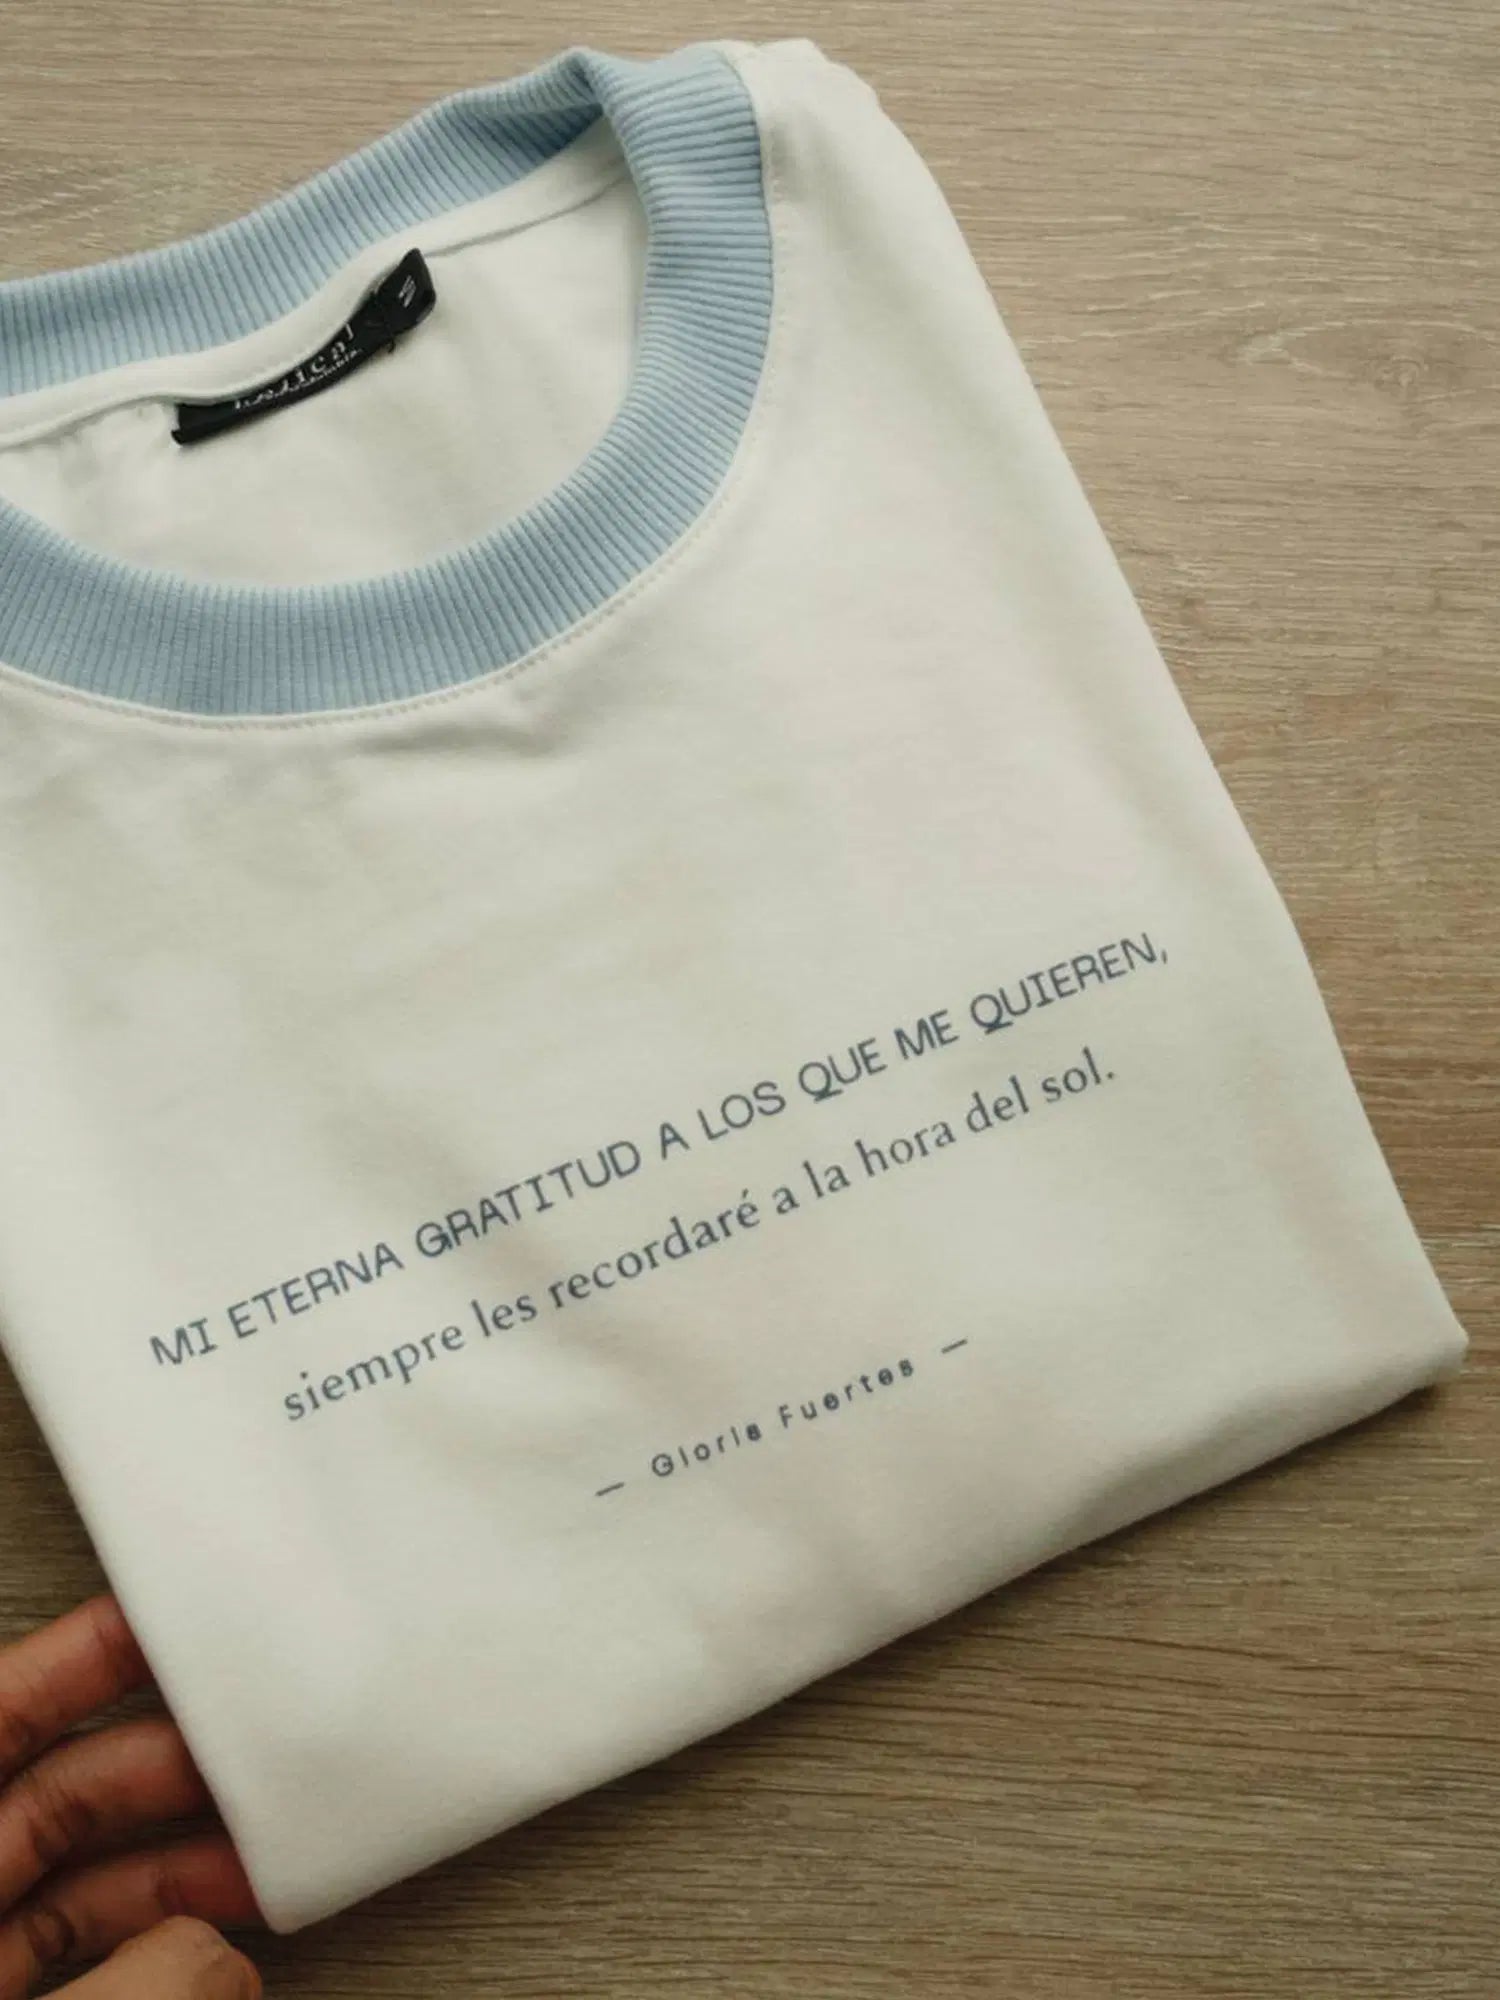 M
MI ETERNA GRATITUD A LOS QUE ME QUIEREN,
siempre les recordaré a la hora del sol.
— Gloria Fuertes —